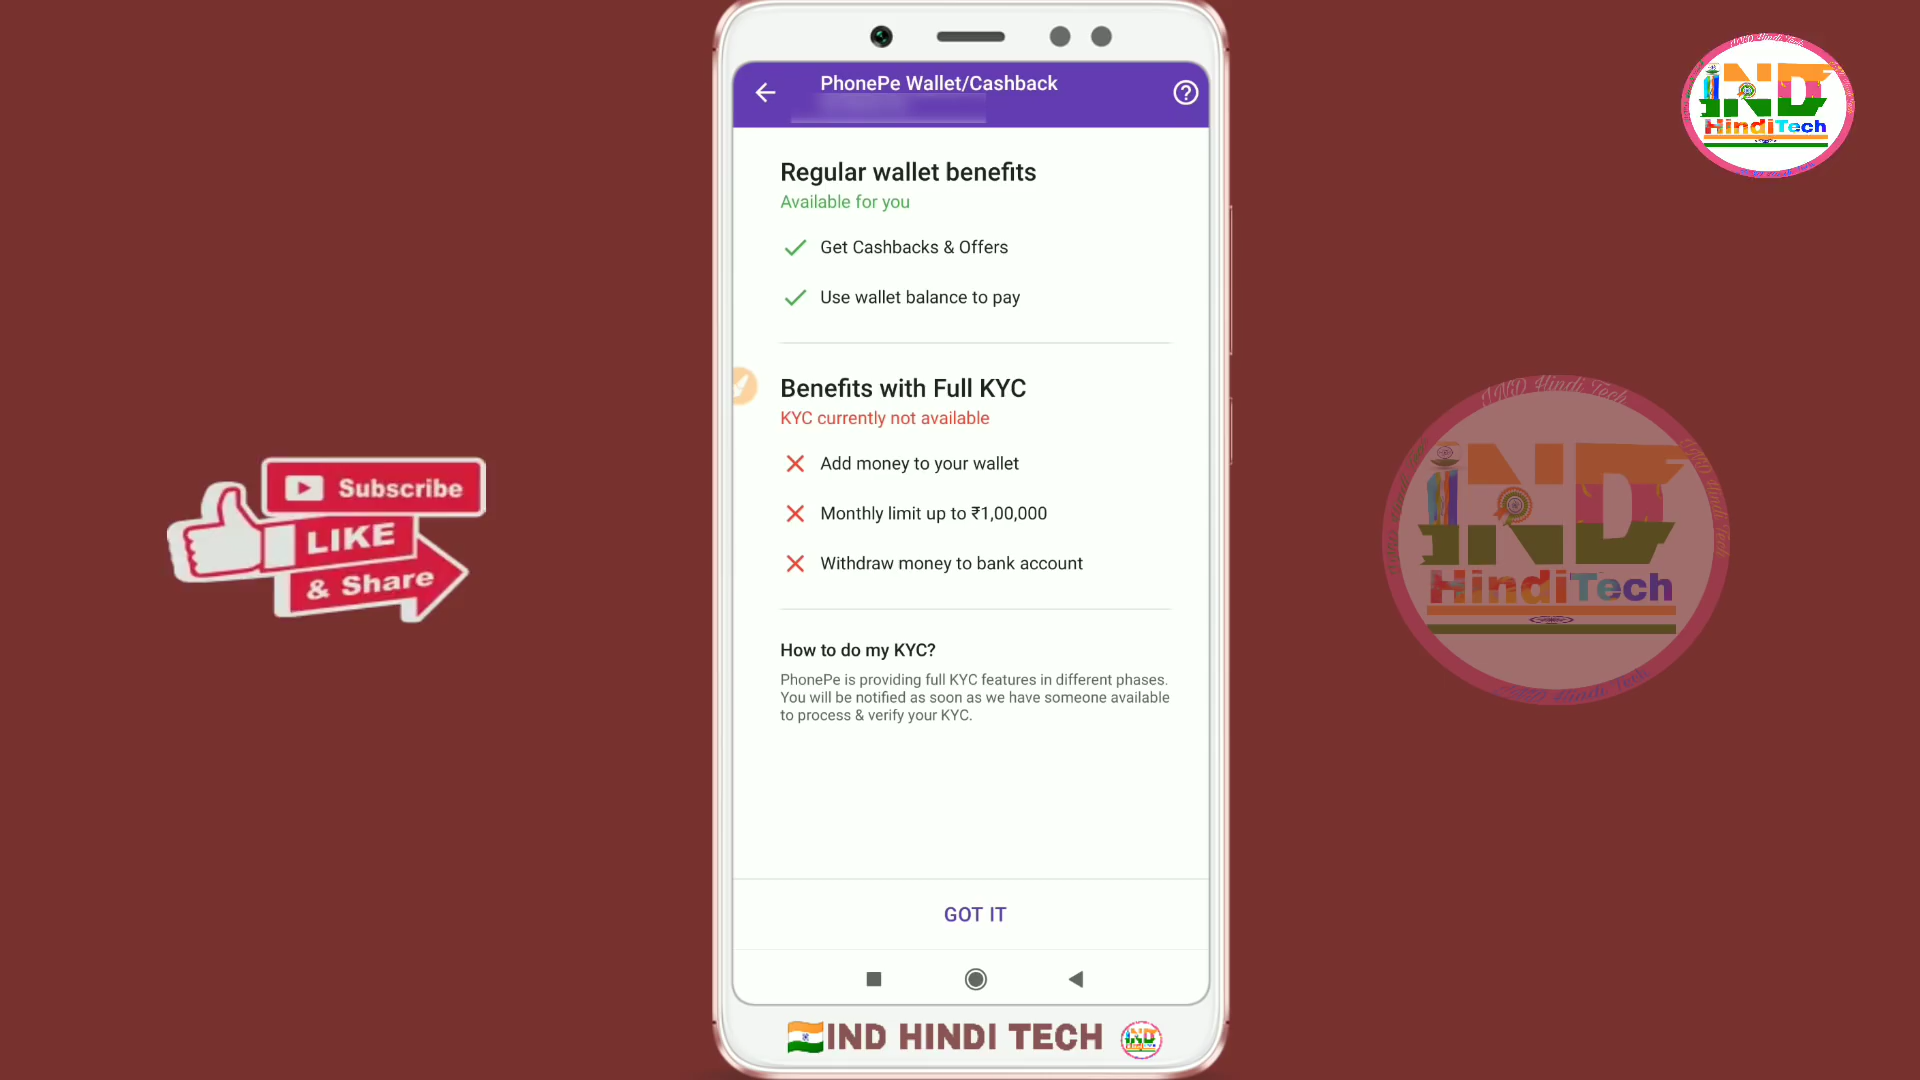 PhonePe Wallet/Cashback
Regular wallet benefits
Available for you
Get Cashbacks & Offers
Use wallet balance to pay
Benefits with Full KYC
KYC currently not available
Add money to your wallet
Monthly limit up to ₹1,00,000
Withdraw money to bank account
How to do my KYC?
PhonePe is providing full KYC features in different phases.
You will be notified as soon as we have someone available
to process & verify your KYC.
GOT IT
IND HINDI TECH
Subscribe
LIKE
& Share
IND
HindiTech
IND Hindi Tech
IND
HindiTech